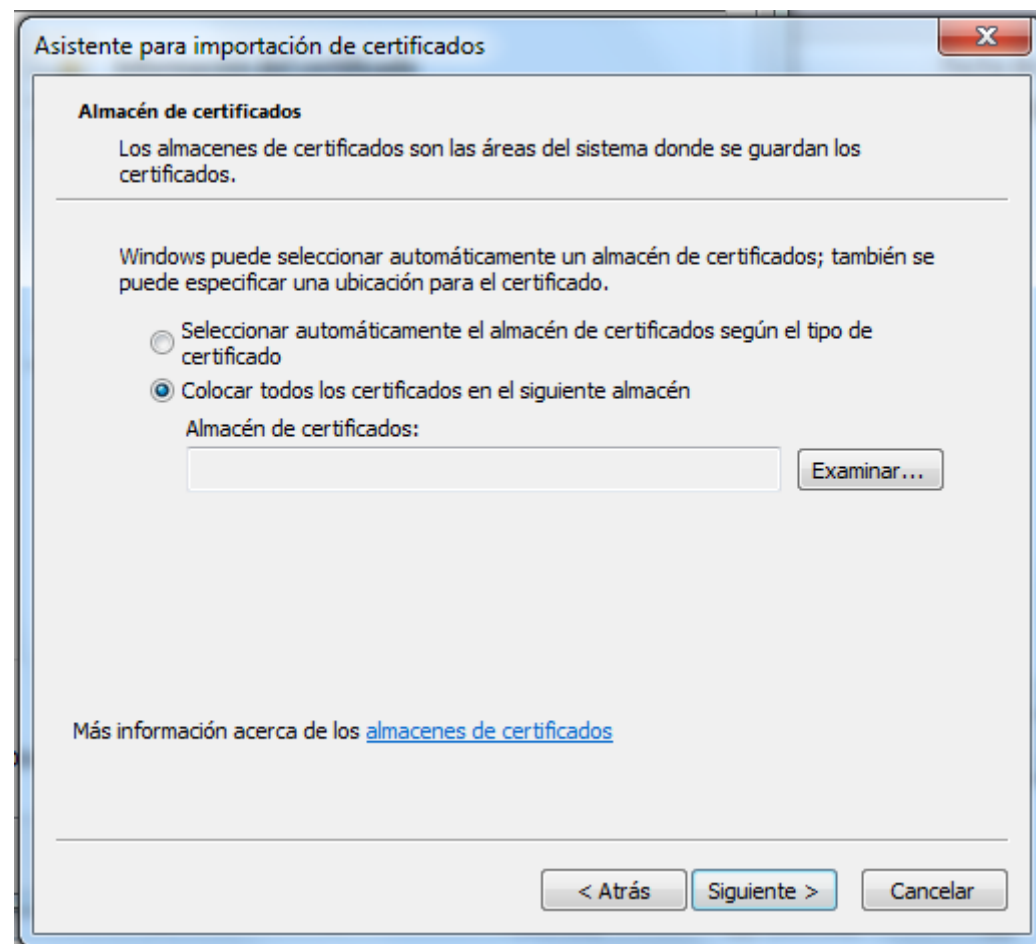 Asistente para importación de certificados
Almacén de certificados
Los almacenes de certificados son las áreas del sistema donde se guardan los
certificados.
Windows puede seleccionar automáticamente un almacén de certificados; también se
puede especificar una ubicación para el certificado.
Seleccionar automáticamente el almacén de certificados según el tipo de
certificado
Colocar todos los certificados en el siguiente almacén
Almacén de certificados:
Examinar...
Más información acerca de los almacenes de certificados
< Atrás
Siguiente >
Cancelar